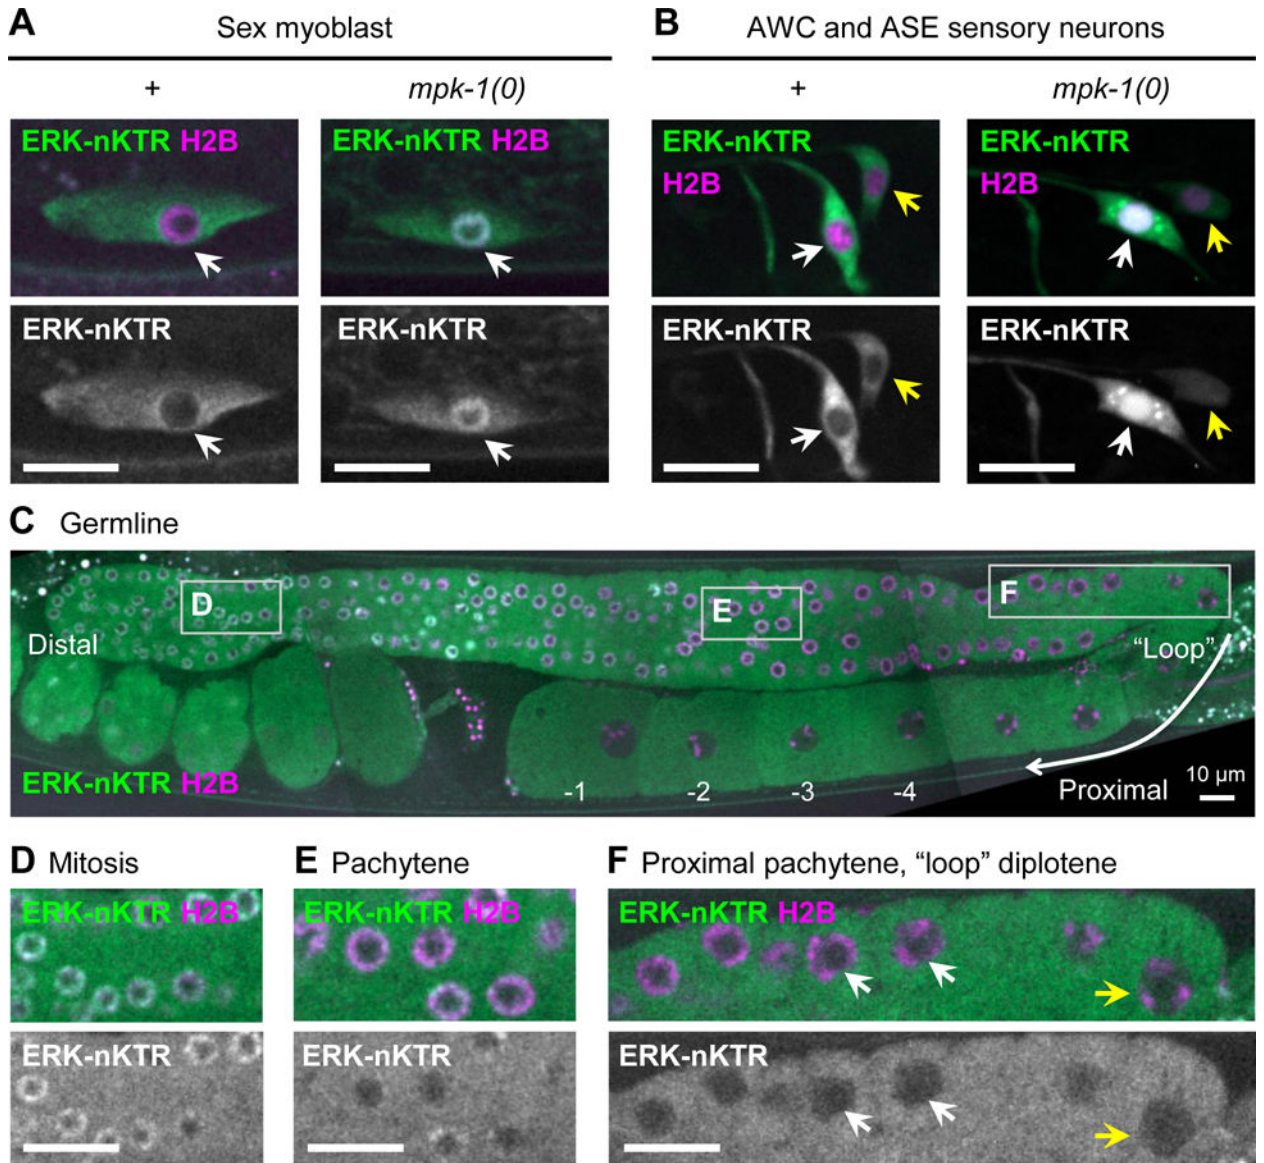 A Sex myoblast
+ mpk-1(0)
ERK-nKTR H2B
ERK-nKTR H2B
ERK-nKTR
ERK-nKTR
B AWC and ASE sensory neurons
+ mpk-1(0)
ERK-nKTR
H2B
ERK-nKTR
H2B
ERK-nKTR
ERK-nKTR
C Germline
D
E
F
Distal
“Loop”
ERK-nKTR H2B
-1 -2 -3 -4
Proximal
10 µm
D Mitosis
ERK-nKTR H2B
ERK-nKTR
E Pachytene
ERK-nKTR H2B
ERK-nKTR
F Proximal pachytene, “loop” diplotene
ERK-nKTR H2B
ERK-nKTR